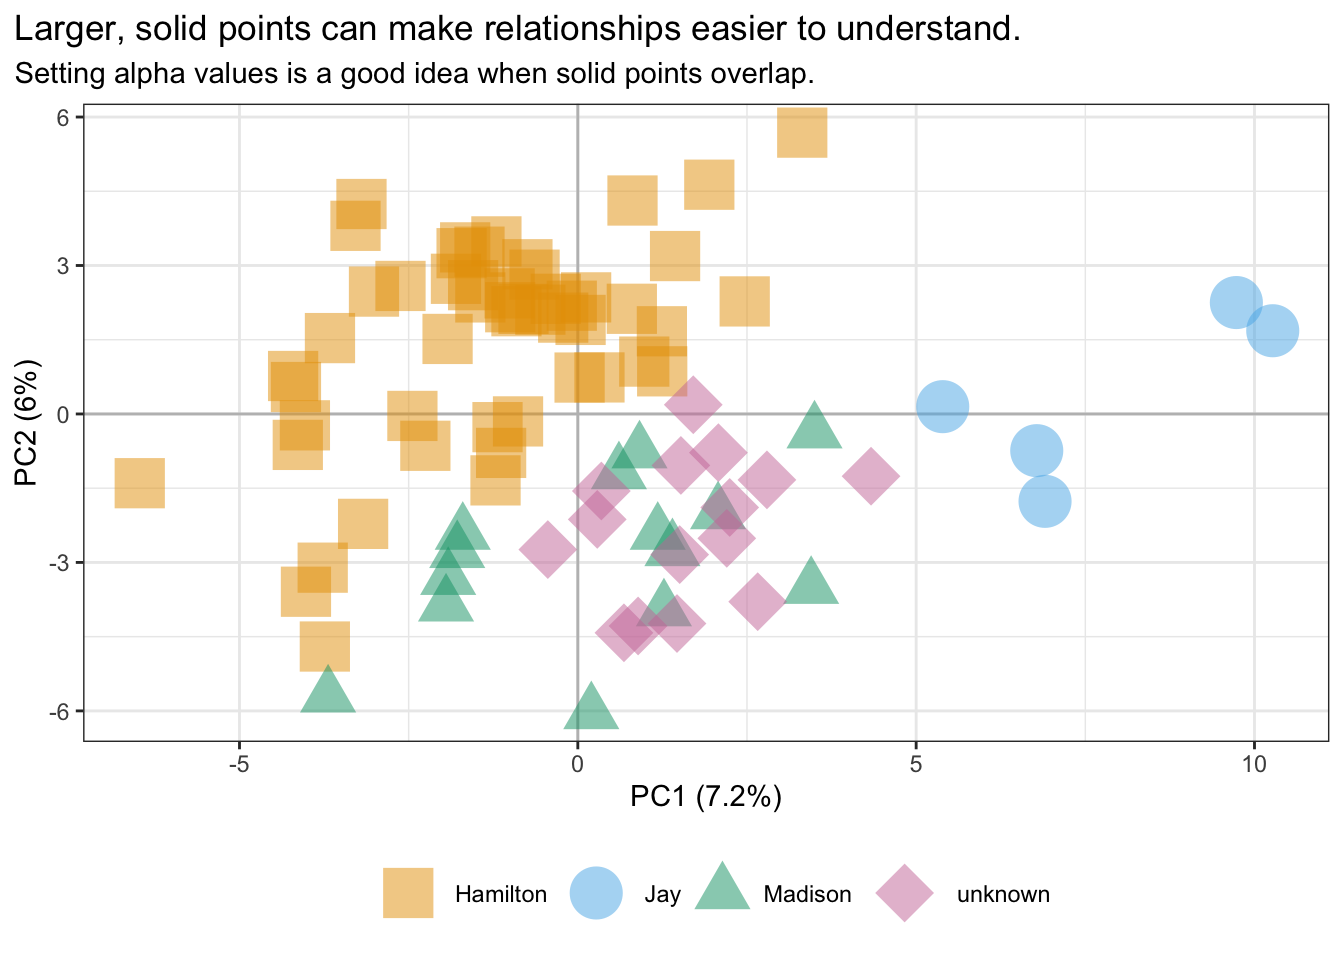 Larger, solid points can make relationships easier to understand.
Setting alpha values is a good idea when solid points overlap.
6
3
0
-3
-6
PC2 (6%)
-5 0 5 10
PC1 (7.2%)
Hamilton Jay Madison unknown